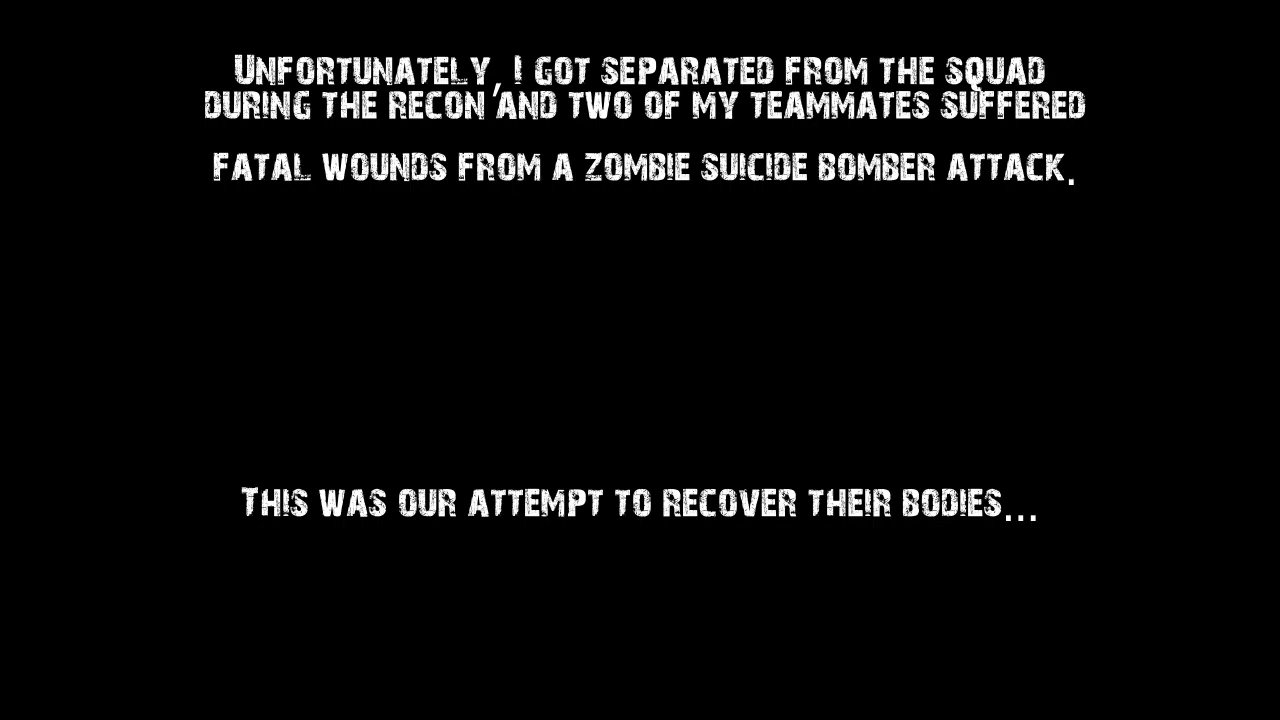 Unfortunately, I got separated from the squad
during the recon and two of my teammates suffered
fatal wounds from a zombie suicide bomber attack.
This was our attempt to recover their bodies...